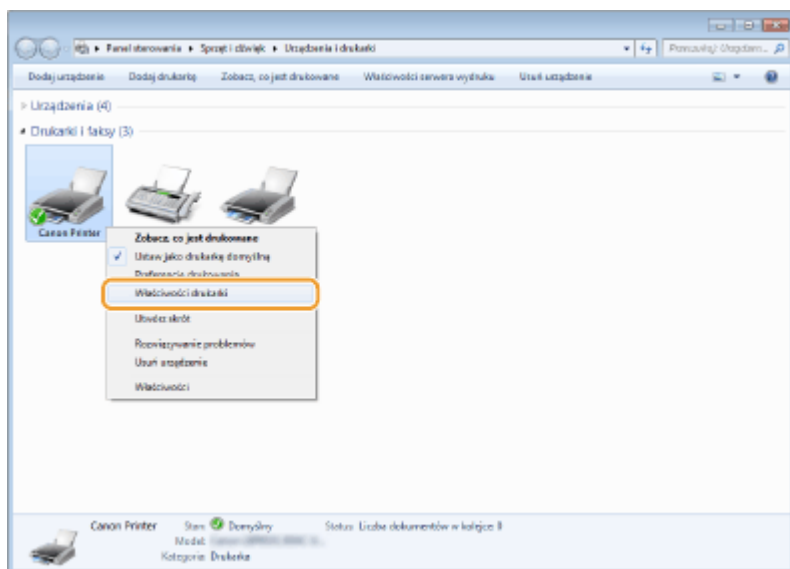 ▸ Panel sterowania ▸ Sprzęt i dźwięk ▸ Urządzenia i drukarki
Przeszukaj: Urządzen...
Dodaj urządzenie Dodaj drukarkę Zobacz, co jest drukowane Właściwości serwera wydruku Usuń urządzenie
Urządzenia (4)
Drukarki i faksy (3)
Canon Printer
Zobacz, co jest drukowane
Ustaw jako drukarkę domyślną
Preferencje drukowania
Właściwości drukarki
Utwórz skrót
Rozwiązywanie problemów
Usuń urządzenie
Właściwości
Canon Printer Stan: Domyślny Status: Liczba dokumentów w kolejce: 0
Model:
Kategoria: Drukarka